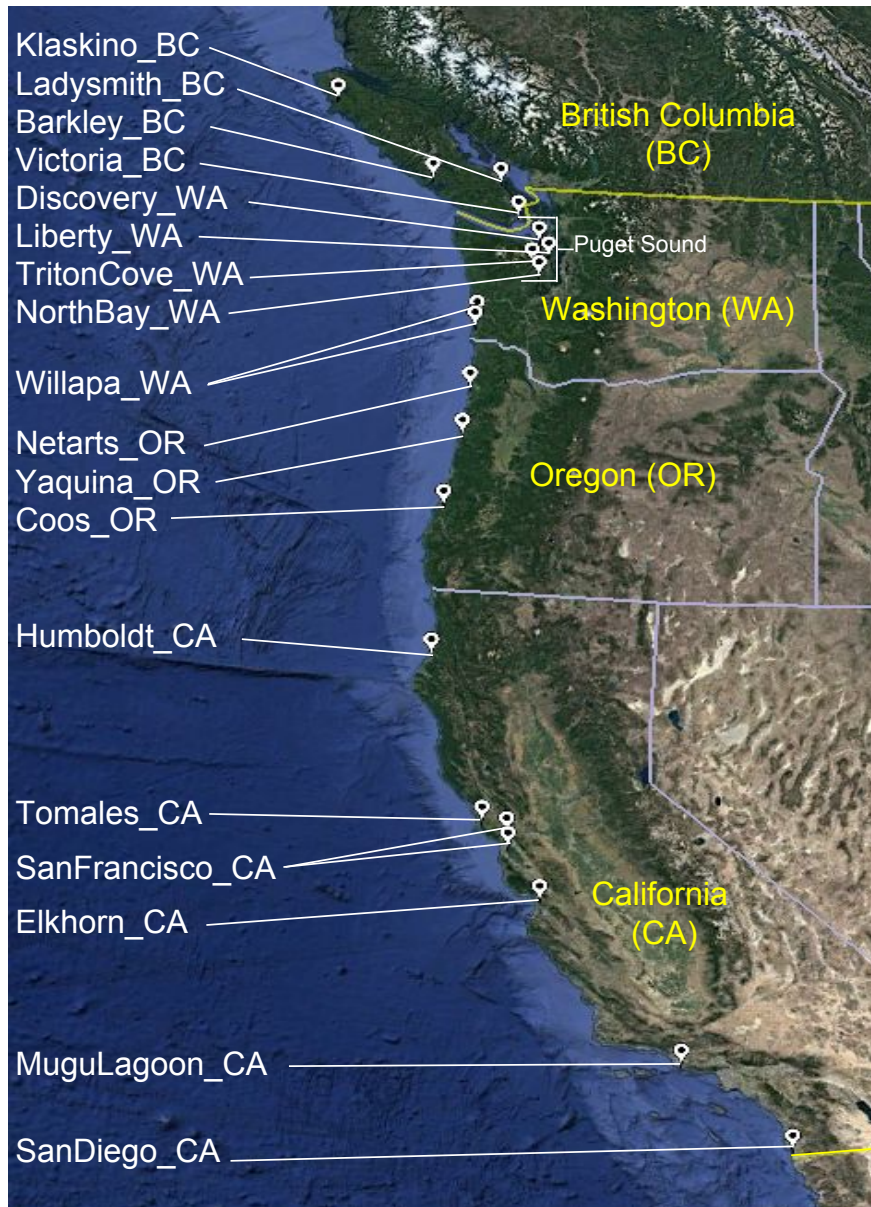 Klaskino_BC
Ladysmith_BC
Barkley_BC
Victoria_BC
Discovery_WA
Liberty_WA
TritonCove_WA
NorthBay_WA
Willapa_WA
Netarts_OR
Yaquina_OR
Coos_OR
Humboldt_CA
Tomales_CA
SanFrancisco_CA
Elkhorn_CA
MuguLagoon_CA
SanDiego_CA
British Columbia
(BC)
Puget Sound
Washington (WA)
Oregon (OR)
California
(CA)